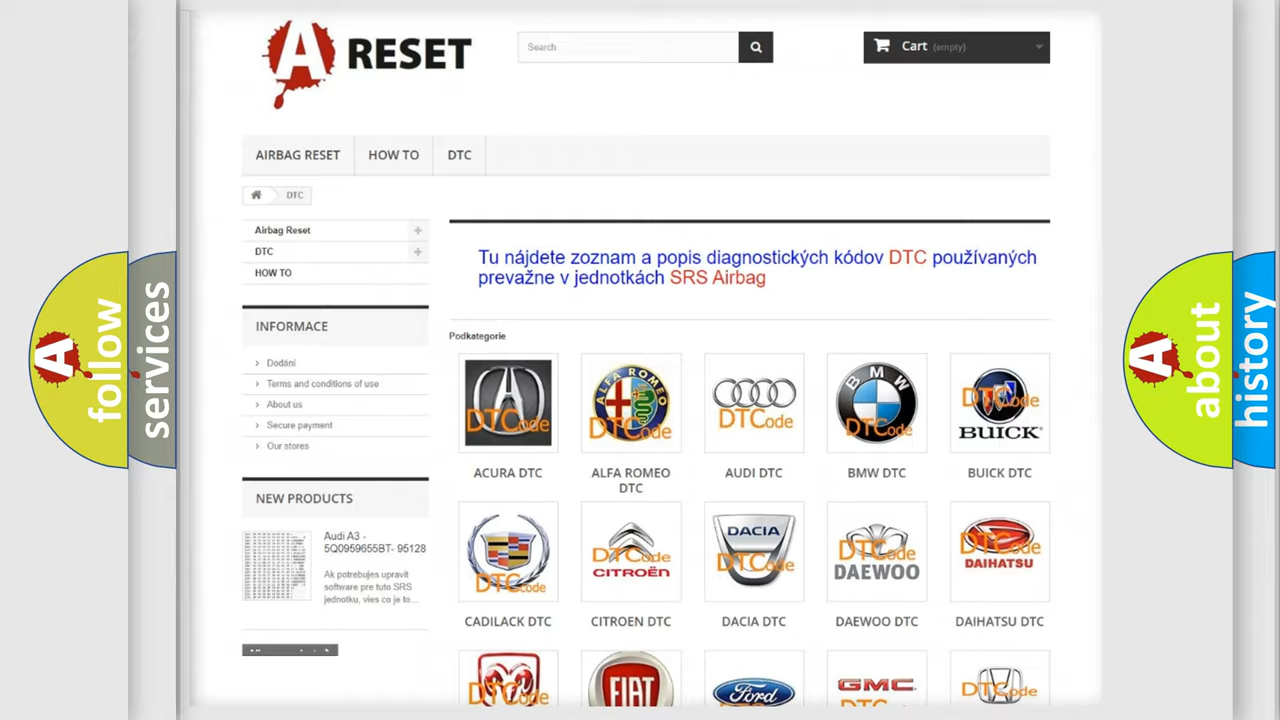 A RESET
Search
Cart (empty)
AIRBAG RESET
HOW TO
DTC
DTC
Airbag Reset
DTC
HOW TO
Tu nájdete zoznam a popis diagnostických kódov DTC používaných
prevažne v jednotkách SRS Airbag
INFORMACE
Dodání
Terms and conditions of use
About us
Secure payment
Our stores
Podkategorie
DTCode
ALFA ROMEO
DTCode
DTCode
BMW
DTCode
DTCode
BUICK
ACURA DTC
ALFA ROMEO
DTC
AUDI DTC
BMW DTC
BUICK DTC
NEW PRODUCTS
Audi A3 -
5Q0959655BT- 95128
Ak potrebujes upravit
software pre tuto SRS
jednotku, vies co je to...
DTCode
DTCode
CITROËN
DACIA
DTCode
DTCode
DAEWOO
DTCode
DAIHATSU
CADILACK DTC
CITROEN DTC
DACIA DTC
DAEWOO DTC
DAIHATSU DTC
DTCode
FIAT
Ford
GMC
DTCode
A
follow
services
A
about
history